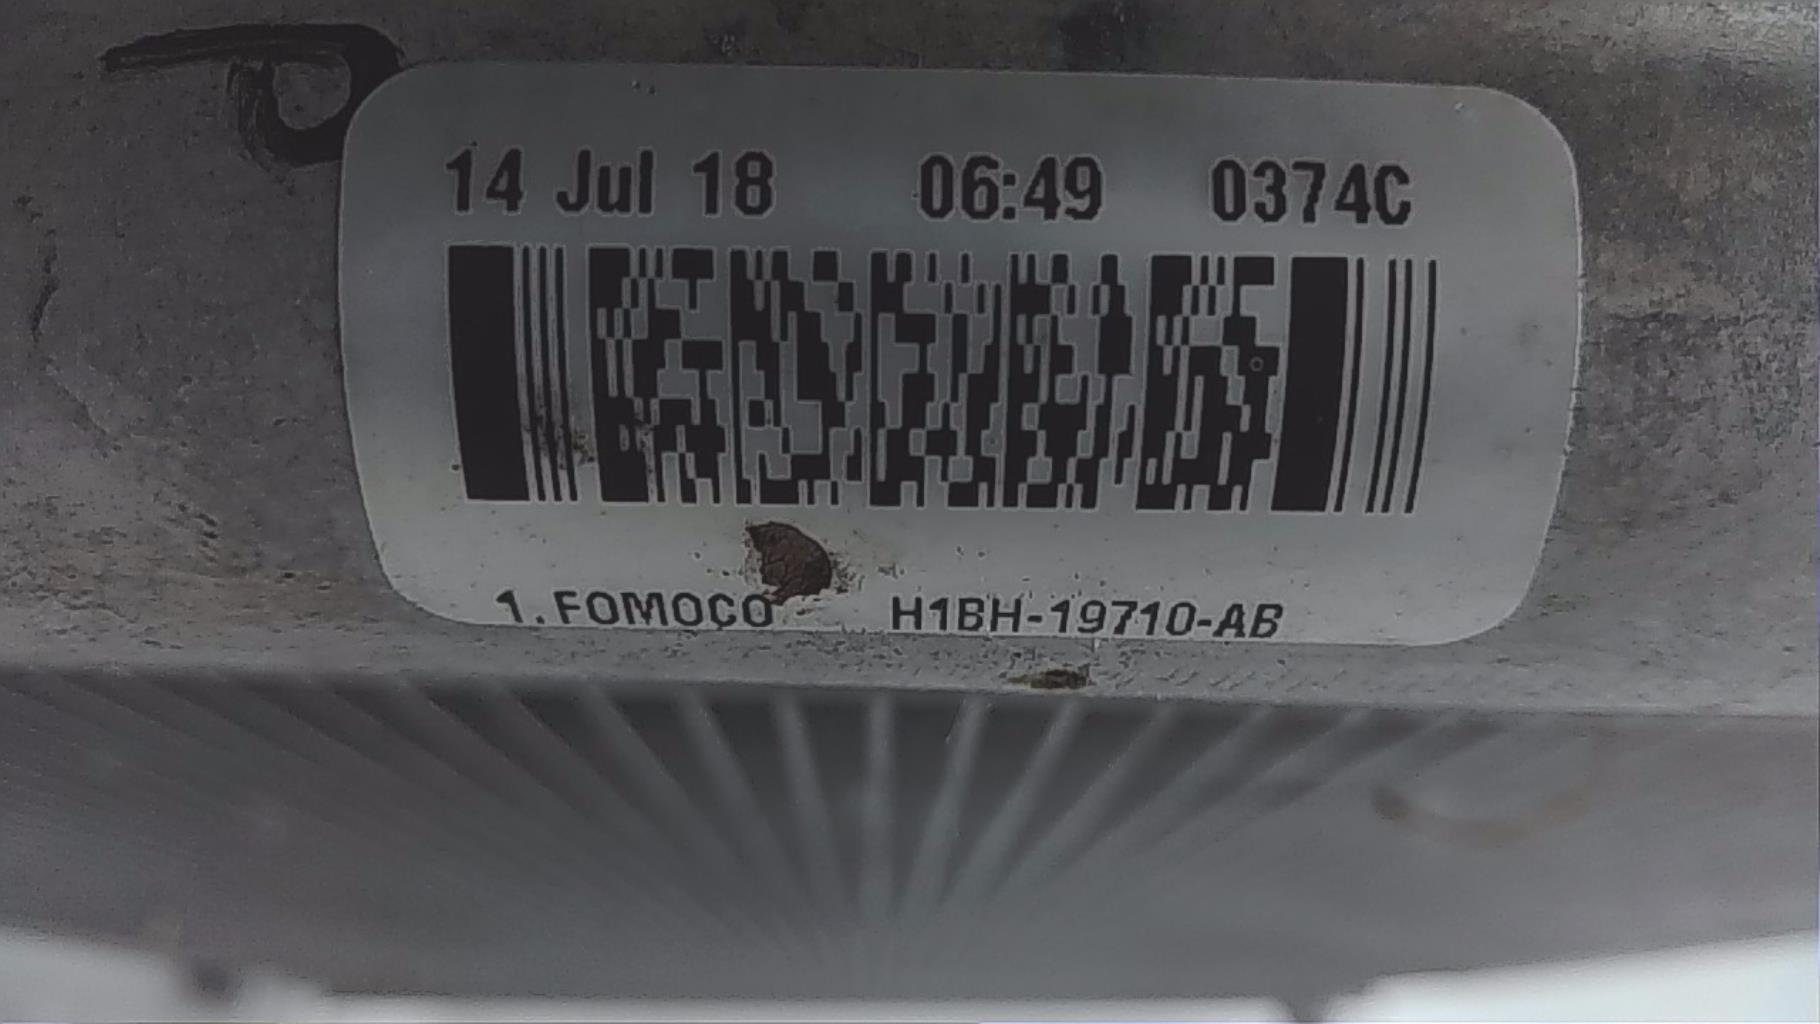 14 Jul 18 06:49 0374C
1. FOMOCO H1BH-19710-AB